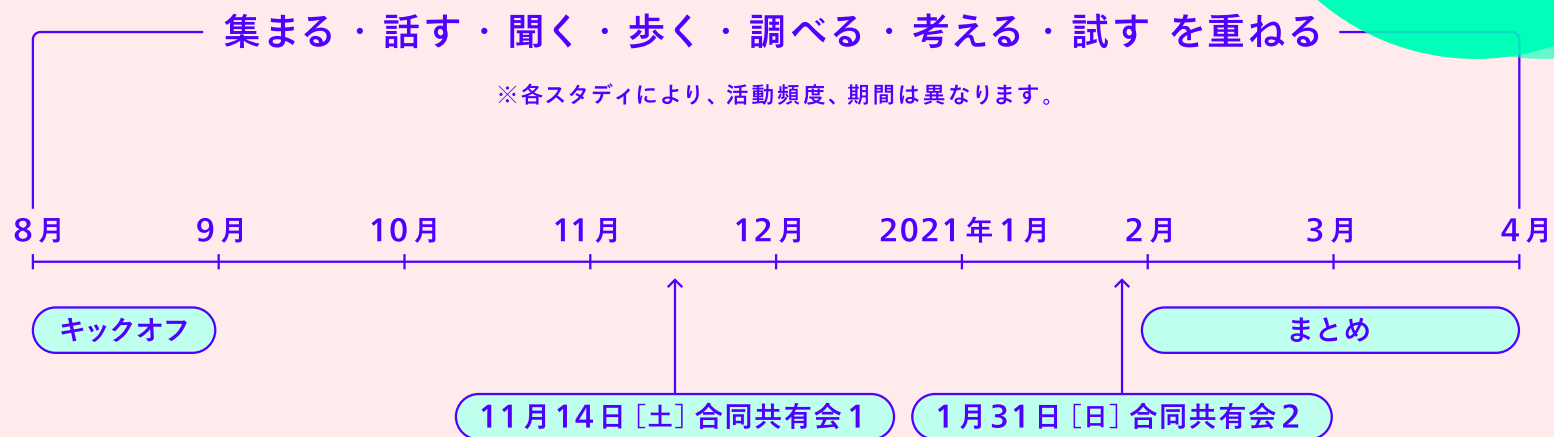 集まる・話す・聞く・歩く・調べる・考える・試す を重ねる
※各スタディにより、活動頻度、期間は異なります。
8月 9月 10月 11月 12月 2021年1月 2月 3月 4月
キックオフ まとめ
11月14日［土］合同共有会1 1月31日［日］合同共有会2